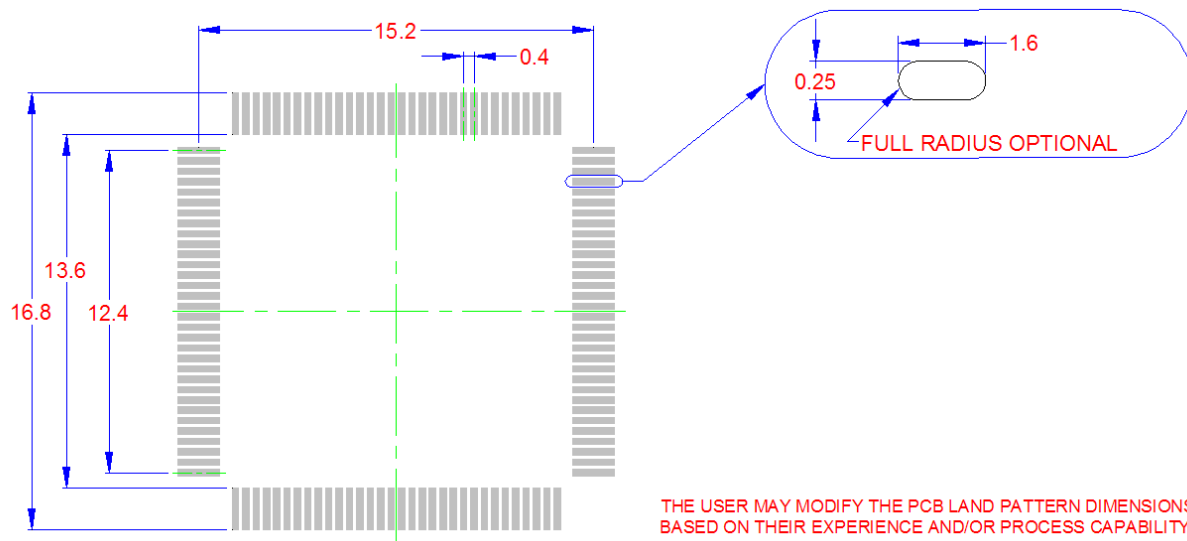 15.2
0.4
1.6
0.25
FULL RADIUS OPTIONAL
13.6
16.8
12.4
THE USER MAY MODIFY THE PCB LAND PATTERN DIMENSIONS
BASED ON THEIR EXPERIENCE AND/OR PROCESS CAPABILITY